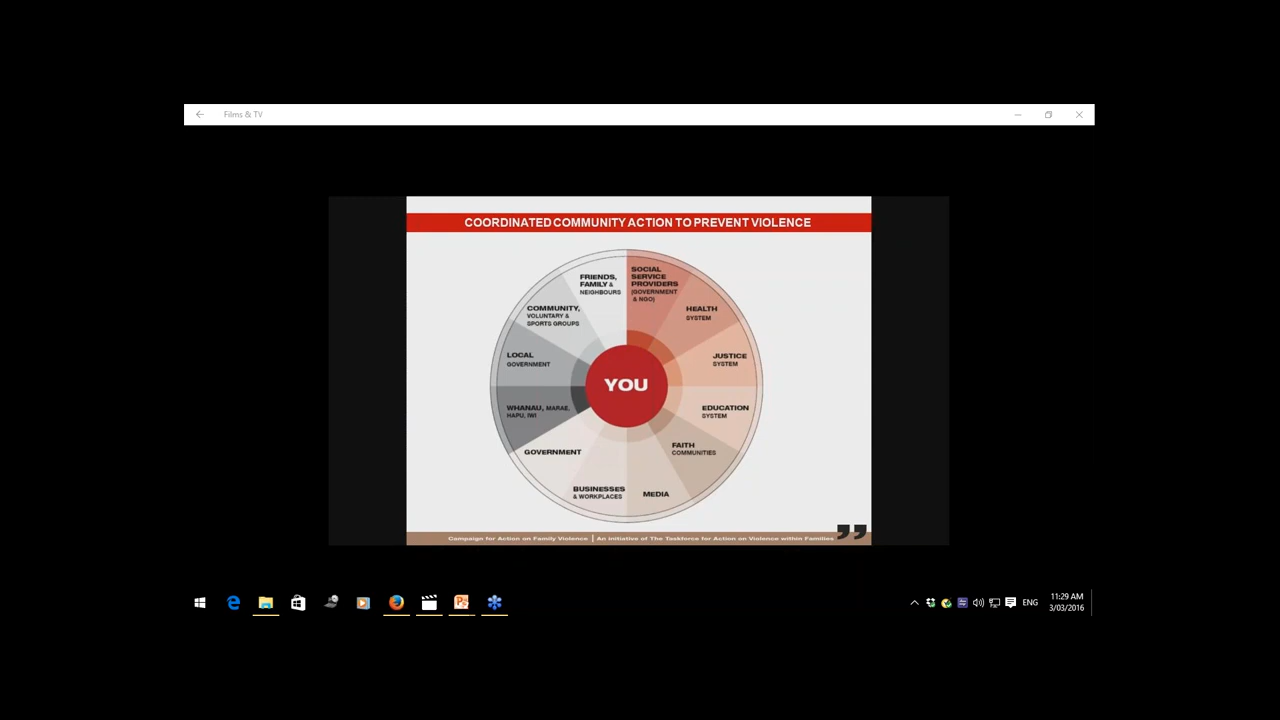 Films & TV
COORDINATED COMMUNITY ACTION TO PREVENT VIOLENCE
FRIENDS,
FAMILY &
NEIGHBOURS
SOCIAL
SERVICE
PROVIDERS
(GOVERNMENT
& NGO)
COMMUNITY,
VOLUNTARY &
SPORTS GROUPS
HEALTH
SYSTEM
LOCAL
GOVERNMENT
JUSTICE
SYSTEM
YOU
WHANAU, MARAE,
HAPU, IWI
EDUCATION
SYSTEM
GOVERNMENT
FAITH
COMMUNITIES
BUSINESSES
& WORKPLACES
MEDIA
Campaign for Action on Family Violence | An initiative of The Taskforce for Action on Violence within Families
ENG
11:29 AM
3/03/2016